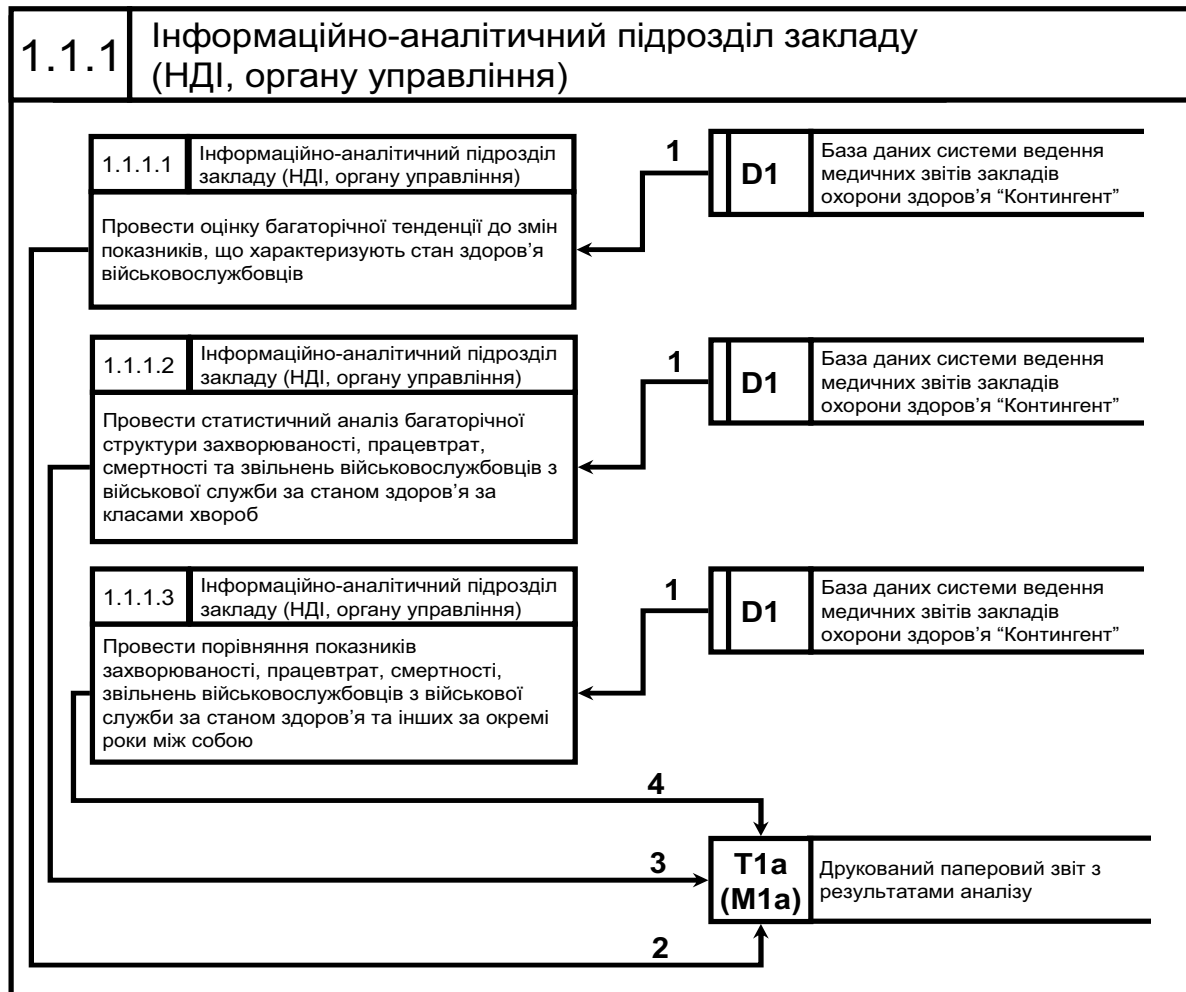 1.1.1
Інформаційно-аналітичний підрозділ закладу
(НДІ, органу управління)
1.1.1.1
Інформаційно-аналітичний підрозділ
закладу (НДІ, органу управління)
Провести оцінку багаторічної тенденції до змін
показників, що характеризують стан здоров’я
військовослужбовців
1
D1
База даних системи ведення
медичних звітів закладів
охорони здоров’я “Контингент”
1.1.1.2
Інформаційно-аналітичний підрозділ
закладу (НДІ, органу управління)
Провести статистичний аналіз багаторічної
структури захворюваності, працевтрат,
смертності та звільнень військовослужбовців з
військової служби за станом здоров’я за
класами хвороб
1
D1
База даних системи ведення
медичних звітів закладів
охорони здоров’я “Контингент”
1.1.1.3
Інформаційно-аналітичний підрозділ
закладу (НДІ, органу управління)
Провести порівняння показників
захворюваності, працевтрат, смертності,
звільнень військовослужбовців з військової
служби за станом здоров’я та інших за окремі
роки між собою
1
D1
База даних системи ведення
медичних звітів закладів
охорони здоров’я “Контингент”
4
3
2
T1a
(M1a)
Друкований паперовий звіт з
результатами аналізу